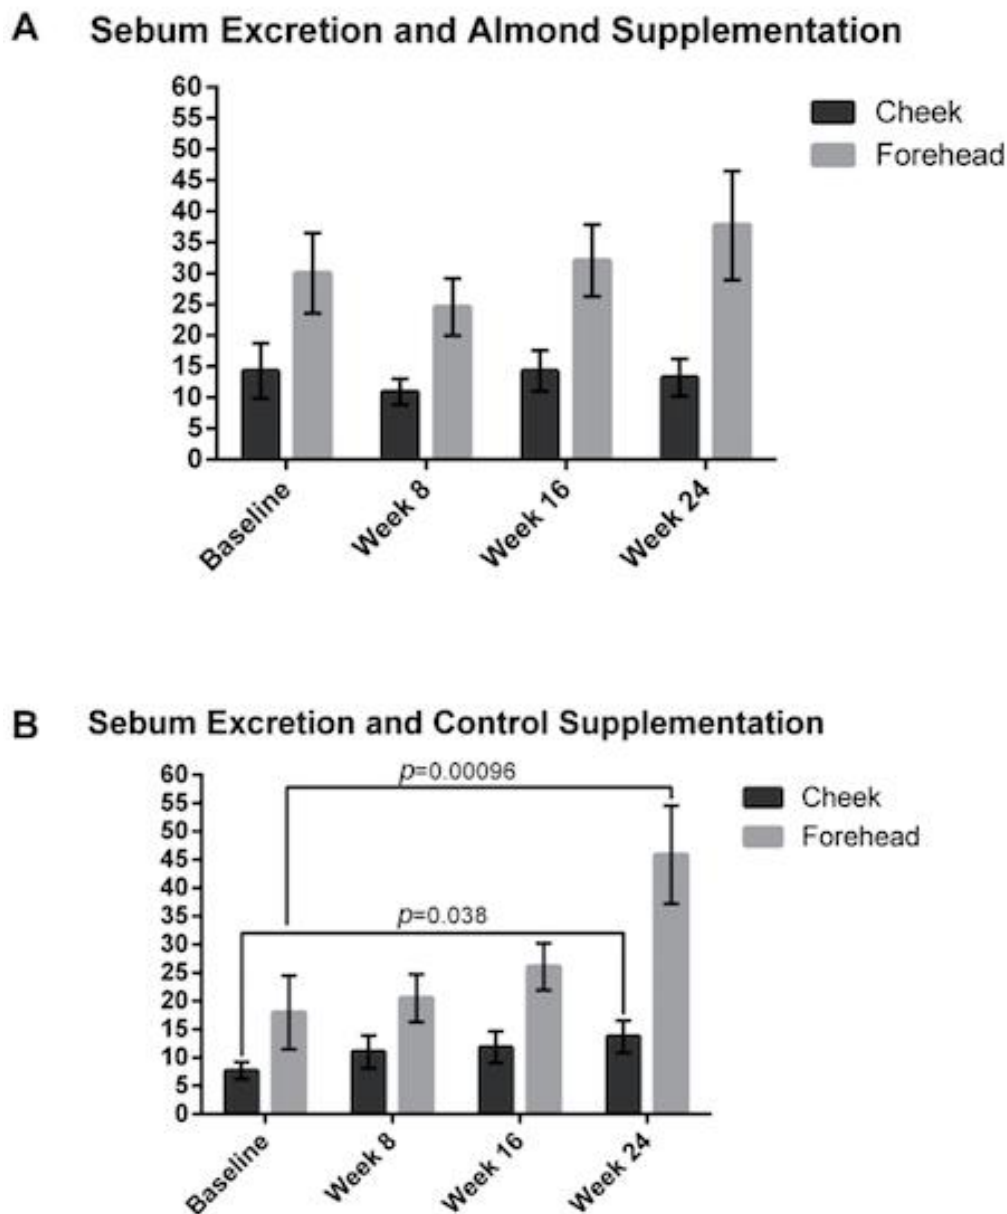 A Sebum Excretion and Almond Supplementation
60
55
50
45
40
35
30
25
20
15
10
5
0
Cheek
Forehead
Baseline
Week 8
Week 16
Week 24
B Sebum Excretion and Control Supplementation
60
55
50
45
40
35
30
25
20
15
10
5
0
p=0.00096
p=0.038
Cheek
Forehead
Baseline
Week 8
Week 16
Week 24